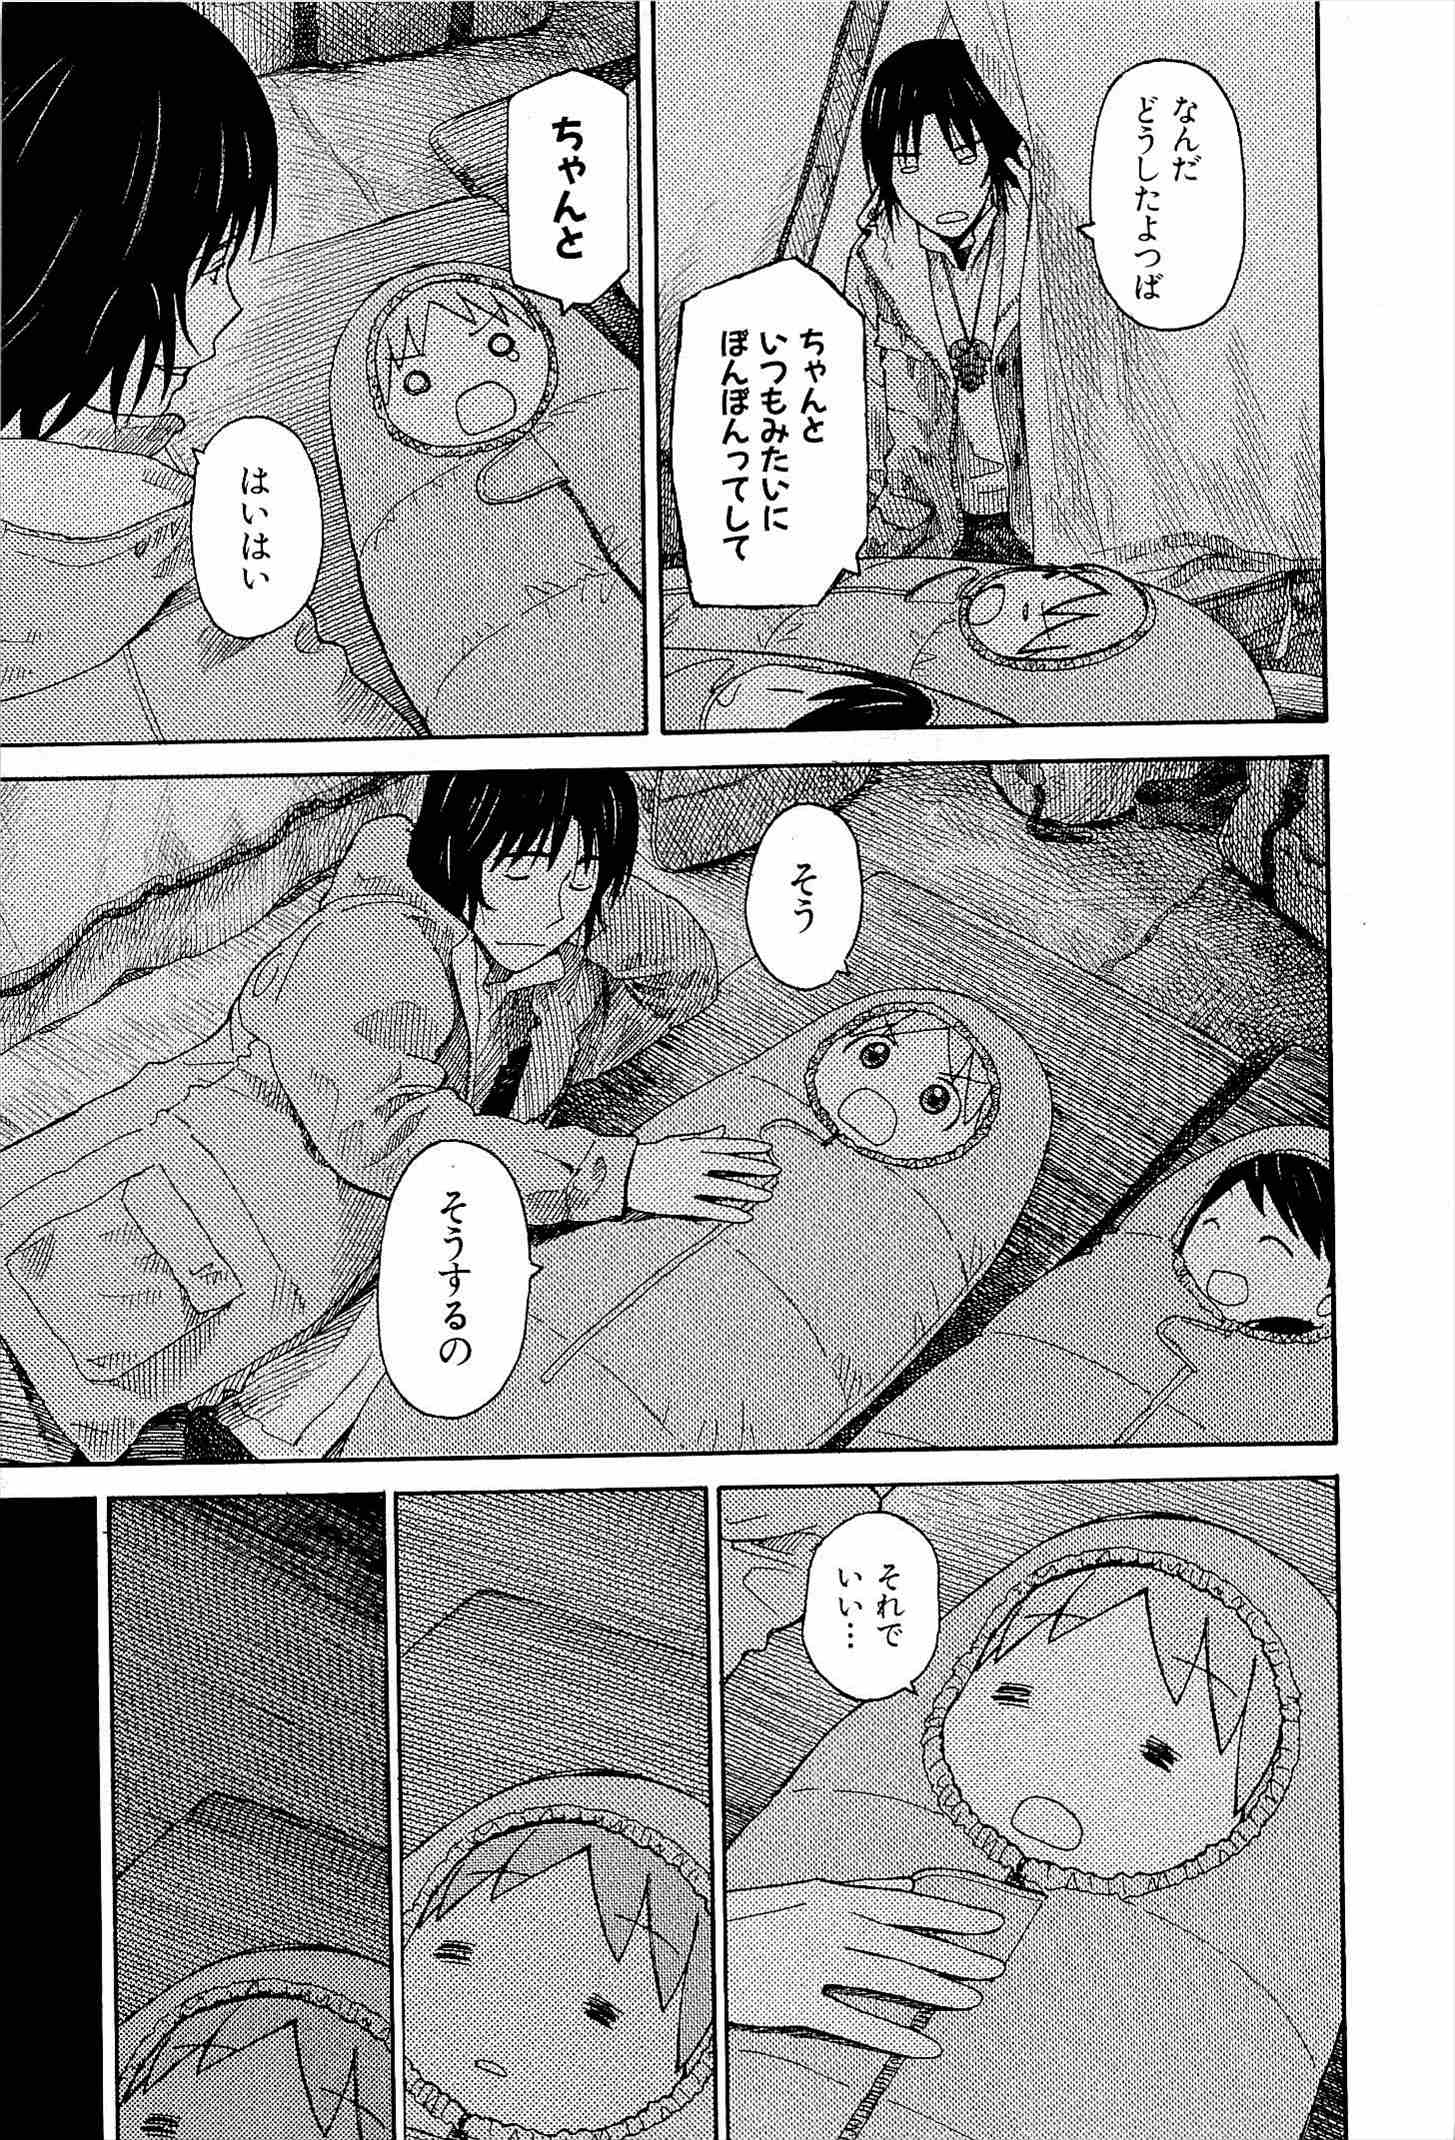 なんだ
どうしたよつば
ちゃんと
いつもみたいに
ぽんぽんってして
ちゃんと
はいはい
そう
そうするの
それで
いい…